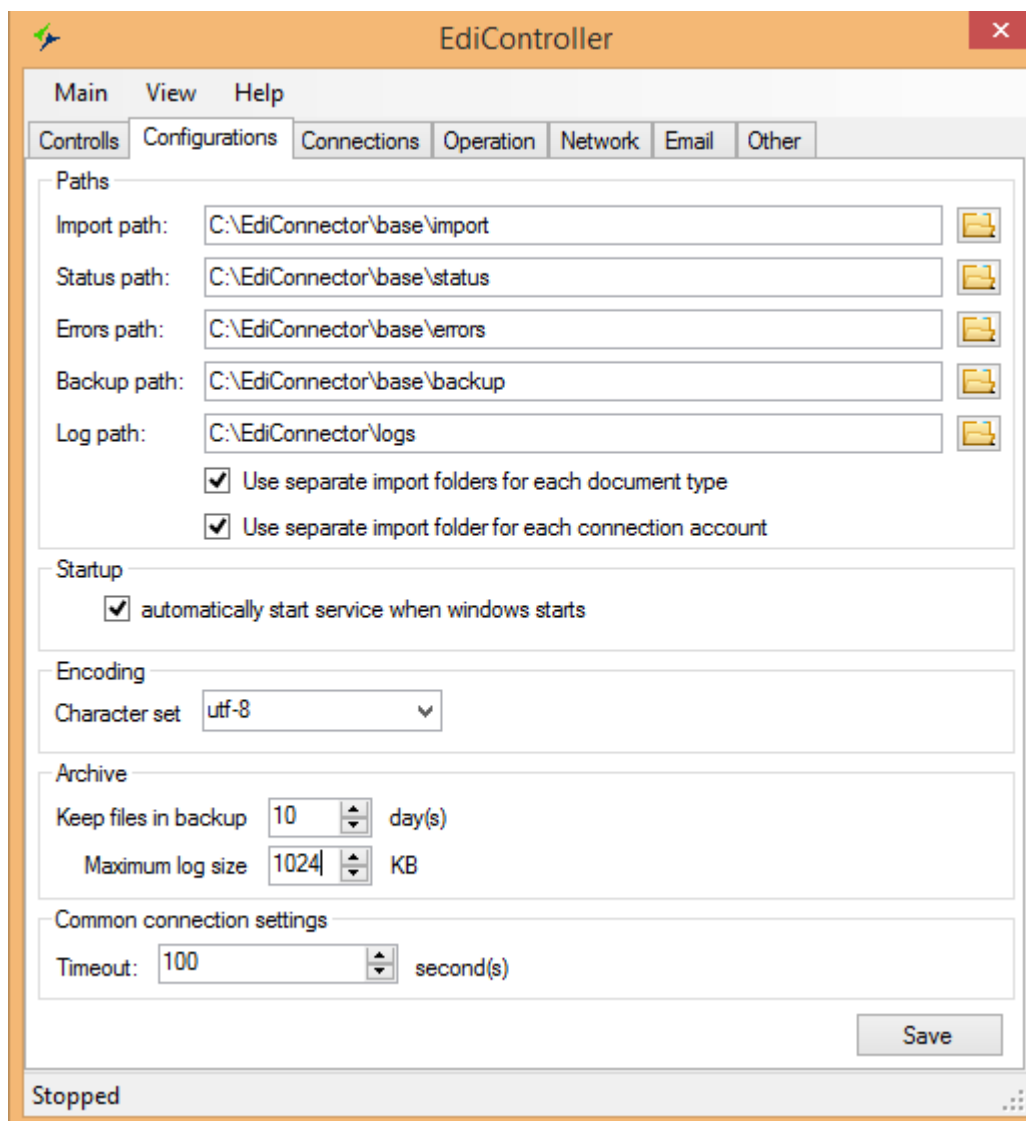 EdiController
Main View Help
Controlls Configurations Connections Operation Network Email Other
Paths
Import path: C:\EdiConnector\base\import
Status path: C:\EdiConnector\base\status
Errors path: C:\EdiConnector\base\errors
Backup path: C:\EdiConnector\base\backup
Log path: C:\EdiConnector\logs
Use separate import folders for each document type
Use separate import folder for each connection account
Startup
automatically start service when windows starts
Encoding
Character set utf-8
Archive
Keep files in backup 10 day(s)
Maximum log size 1024 KB
Common connection settings
Timeout: 100 second(s)
Save
Stopped